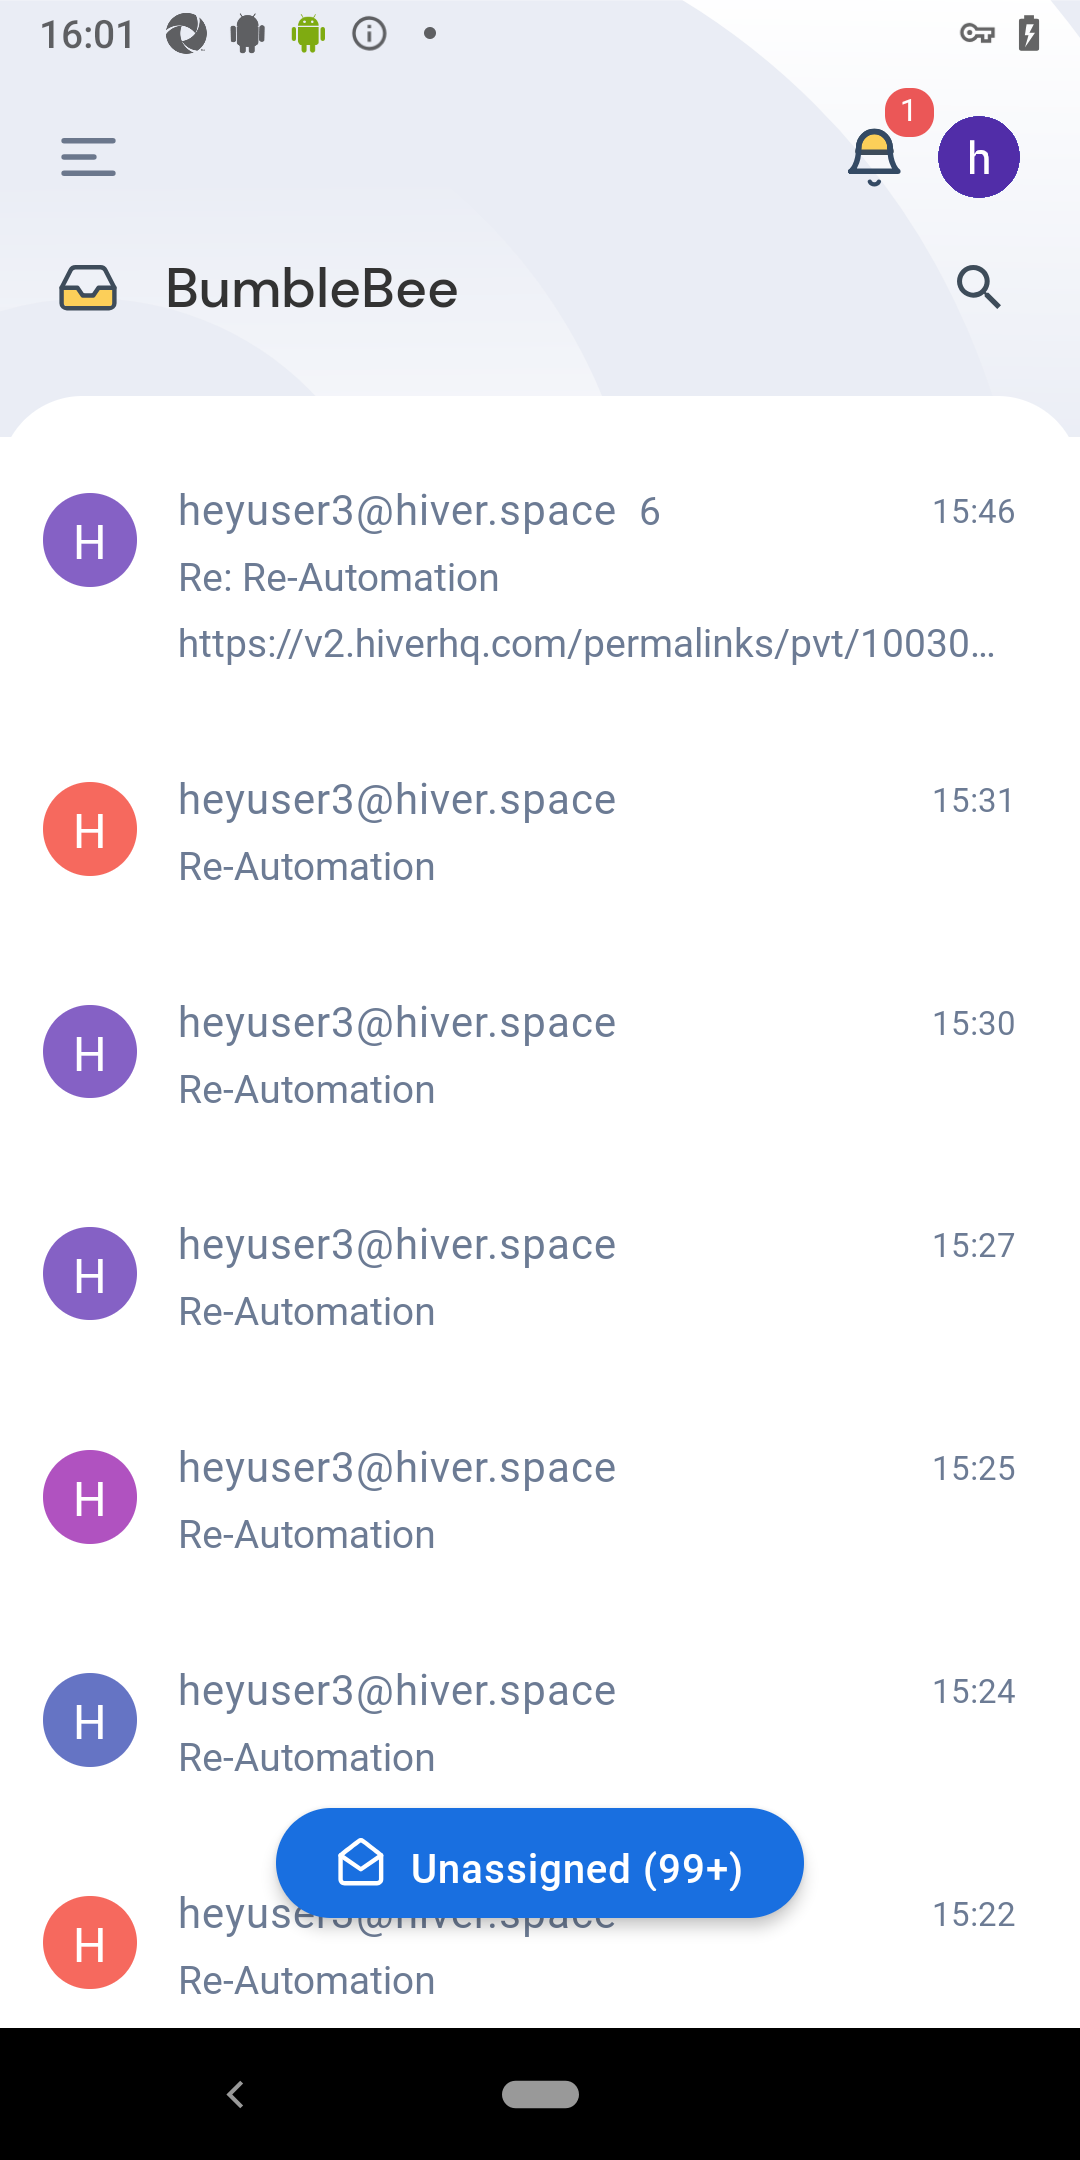 16:01
1
h
BumbleBee
H
heyuser3@hiver.space 6
15:46
Re: Re-Automation
https://v2.hiverhq.com/permalinks/pvt/10030…
H
heyuser3@hiver.space
15:31
Re-Automation
H
heyuser3@hiver.space
15:30
Re-Automation
H
heyuser3@hiver.space
15:27
Re-Automation
H
heyuser3@hiver.space
15:25
Re-Automation
H
heyuser3@hiver.space
15:24
Re-Automation
Unassigned (99+)
H
heyuser3@hiver.space
15:22
Re-Automation